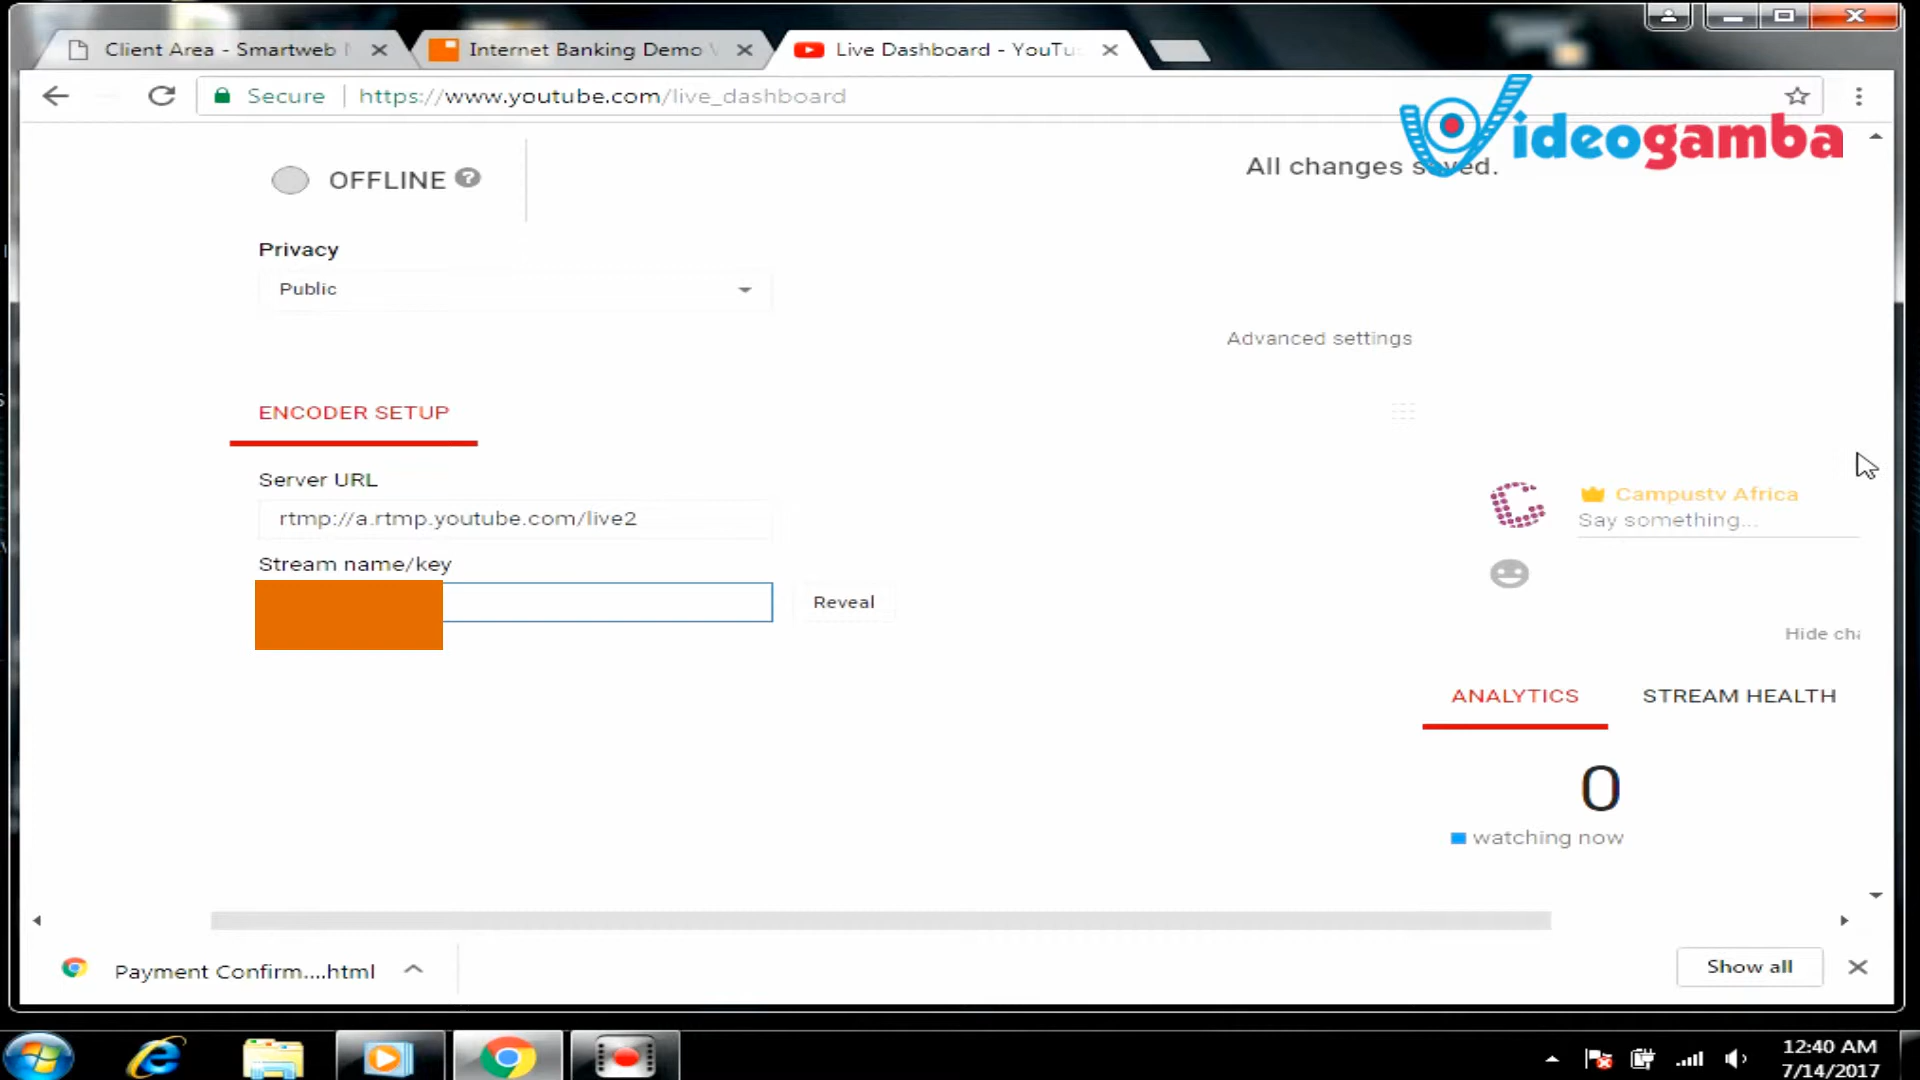 Client Area - Smartweb
Internet Banking Demo
Live Dashboard - YouTu
Secure
https://www.youtube.com/live_dashboard
Videogamba
OFFLINE
?
All changes saved.
Privacy
Public
Advanced settings
ENCODER SETUP
Server URL
rtmp://a.rtmp.youtube.com/live2
Campustv Africa
Say something...
Stream name/key
Reveal
Hide cha
ANALYTICS
STREAM HEALTH
0
watching now
Payment Confirm....html
Show all
12:40 AM
7/14/2017